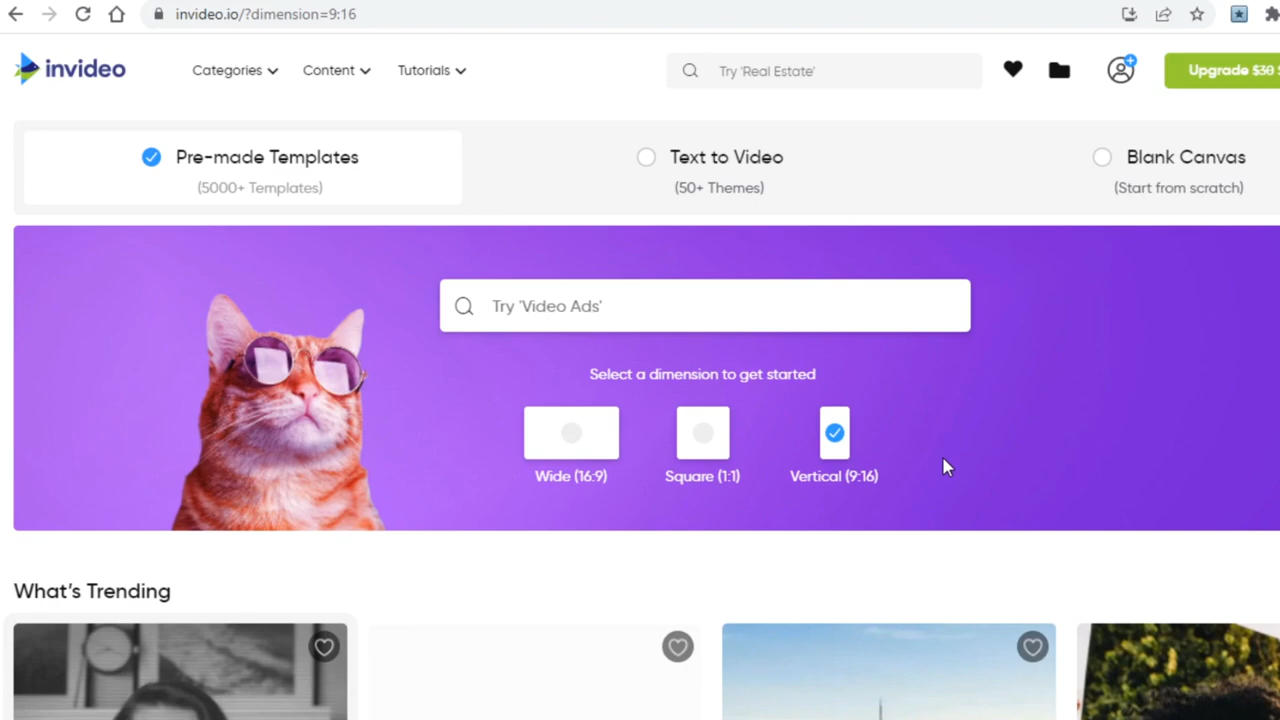 invideo.io/?dimension=9:16
invideo
Categories
Content
Tutorials
Try 'Real Estate'
Upgrade $30
Pre-made Templates
(5000+ Templates)
Text to Video
(50+ Themes)
Blank Canvas
(Start from scratch)
Try 'Video Ads'
Select a dimension to get started
Wide (16:9)
Square (1:1)
Vertical (9:16)
What's Trending